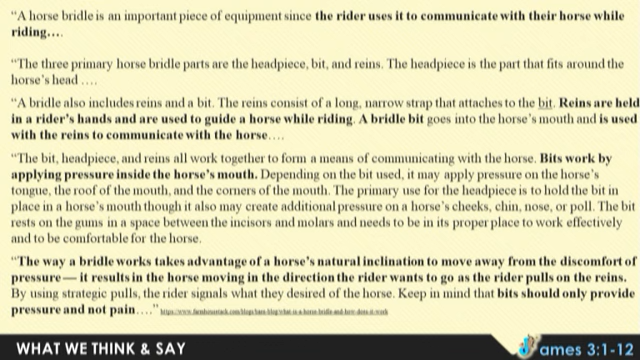 “A horse bridle is an important piece of equipment since the rider uses it to communicate with their horse while
riding….
“The three primary horse bridle parts are the headpiece, bit, and reins. The headpiece is the part that fits around the
horse’s head ….
“A bridle also includes reins and a bit. The reins consist of a long, narrow strap that attaches to the bit. Reins are held
in a rider’s hands and are used to guide a horse while riding. A bridle bit goes into the horse’s mouth and is used
with the reins to communicate with the horse….
“The bit, headpiece, and reins all work together to form a means of communicating with the horse. Bits work by
applying pressure inside the horse’s mouth. Depending on the bit used, it may apply pressure on the horse’s
tongue, the roof of the mouth, and the corners of the mouth. The primary use for the headpiece is to hold the bit in
place in a horse’s mouth though it also may create additional pressure on a horse’s cheeks, chin, nose, or poll. The bit
rests on the gums in a space between the incisors and molars and needs to be in its proper place to work effectively
and to be comfortable for the horse.
“The way a bridle works takes advantage of a horse’s natural inclination to move away from the discomfort of
pressure — it results in the horse moving in the direction the rider wants to go as the rider pulls on the reins.
By using strategic pulls, the rider signals what they desired of the horse. Keep in mind that bits should only provide
pressure and not pain….”
WHAT WE THINK & SAY
James 3:1-12